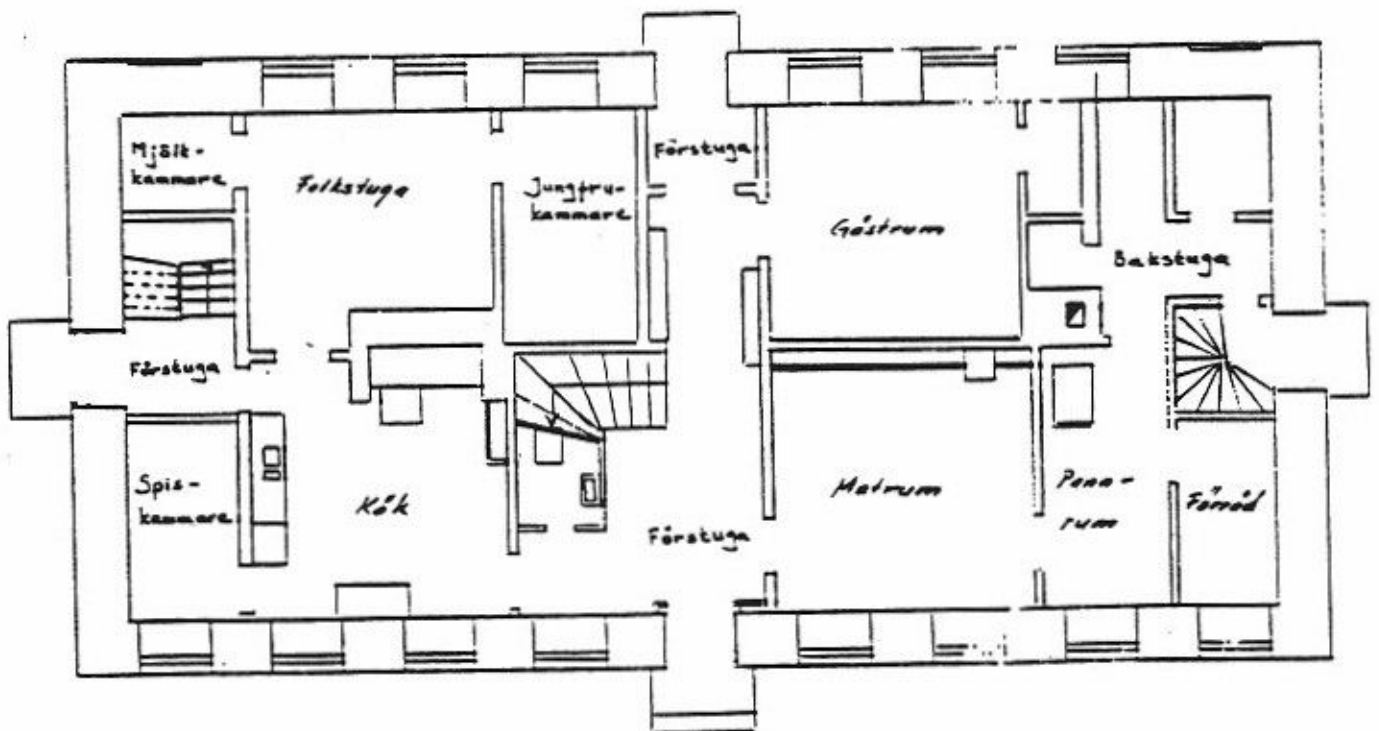 Mjölk-
kammare
Folkstuga
Jungfru-
kammare
Förstuga
Gästrum
Bakstuga
Förstuga
Spis-
kammare
Kök
Förstuga
Matrum
Pann-
rum
Förråd